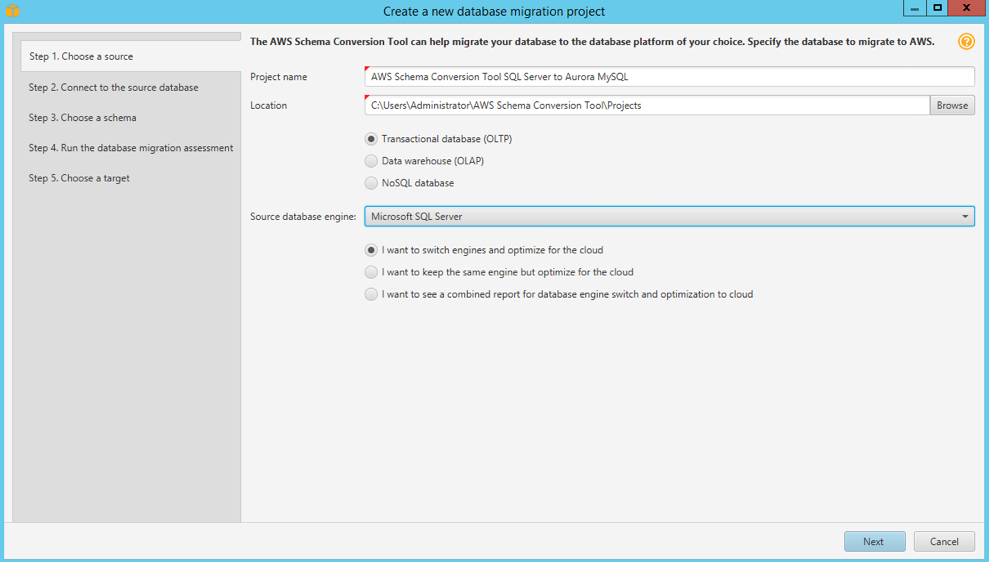 Create a new database migration project
Step 1. Choose a source
Step 2. Connect to the source database
Step 3. Choose a schema
Step 4. Run the database migration assessment
Step 5. Choose a target
The AWS Schema Conversion Tool can help migrate your database to the database platform of your choice. Specify the database to migrate to AWS.
?
Project name
AWS Schema Conversion Tool SQL Server to Aurora MySQL
Location
C:\Users\Administrator\AWS Schema Conversion Tool\Projects
Browse
Transactional database (OLTP)
Data warehouse (OLAP)
NoSQL database
Source database engine:
Microsoft SQL Server
I want to switch engines and optimize for the cloud
I want to keep the same engine but optimize for the cloud
I want to see a combined report for database engine switch and optimization to cloud
Next
Cancel